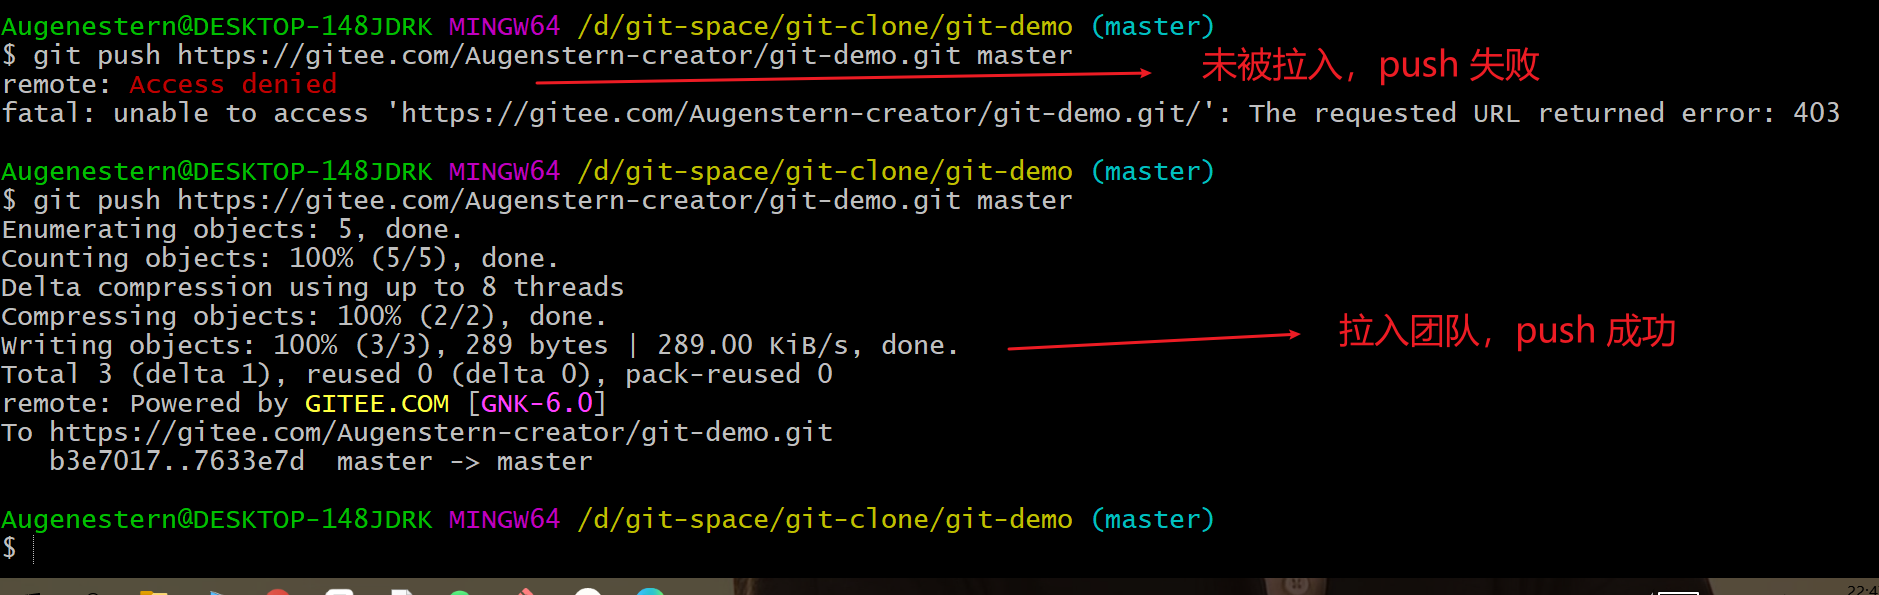 Augenestern@DESKTOP-148JDRK MINGW64 /d/git-space/git-clone/git-demo (master)
$ git push https://gitee.com/Augenstern-creator/git-demo.git master
未被拉入，push 失败
remote: Access denied
fatal: unable to access 'https://gitee.com/Augenstern-creator/git-demo.git/': The requested URL returned error: 403
Augenestern@DESKTOP-148JDRK MINGW64 /d/git-space/git-clone/git-demo (master)
$ git push https://gitee.com/Augenstern-creator/git-demo.git master
Enumerating objects: 5, done.
Counting objects: 100% (5/5), done.
Delta compression using up to 8 threads
Compressing objects: 100% (2/2), done.
Writing objects: 100% (3/3), 289 bytes | 289.00 KiB/s, done.
拉入团队，push 成功
Total 3 (delta 1), reused 0 (delta 0), pack-reused 0
remote: Powered by GITEE.COM [GNK-6.0]
To https://gitee.com/Augenstern-creator/git-demo.git
b3e7017..7633e7d  master -> master
Augenestern@DESKTOP-148JDRK MINGW64 /d/git-space/git-clone/git-demo (master)
$